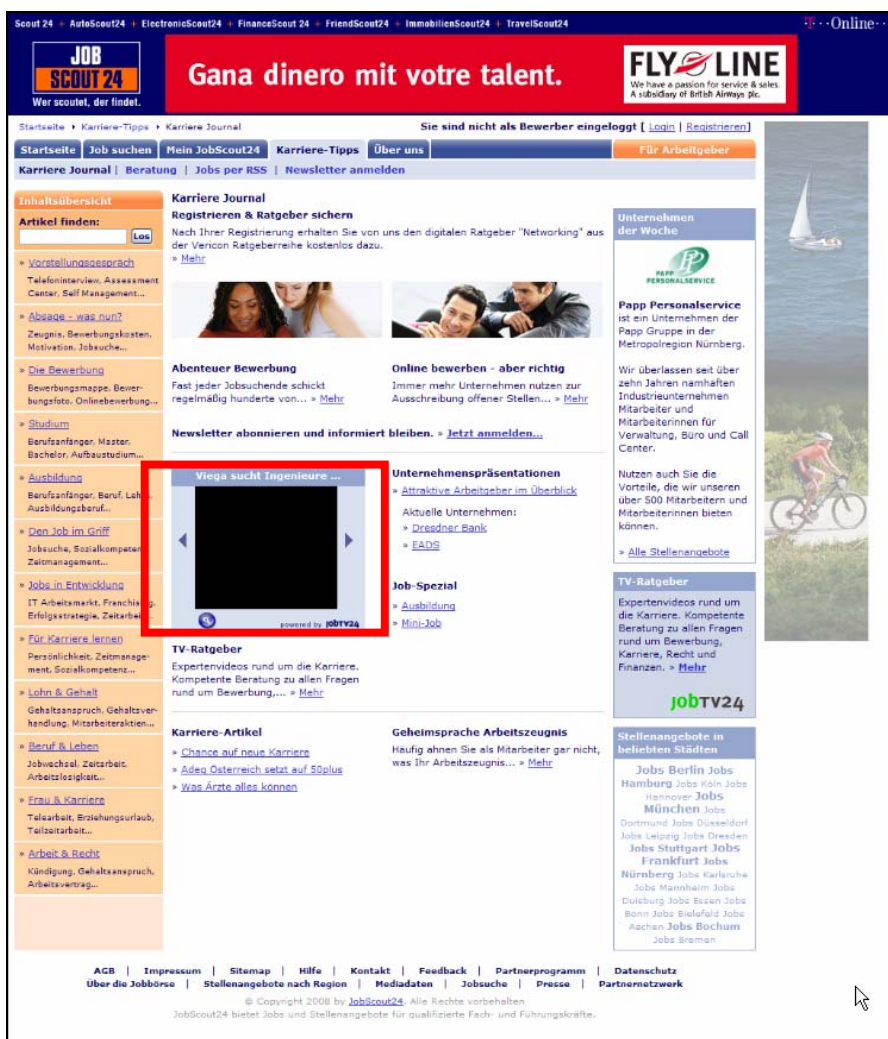 Scout 24 + AutoScout24 + ElectronicScout 24 + FinanceScout 24 + FriendScout24 + ImmobilienScout24 + TravelScout24
·T··Online··
JOB
SCOUT 24
Wer scoutet, der findet.
Gana dinero mit votre talent.
FLY LINE
We have a passion for service & sales.
A subsidiary of British Airways plc.
Startseite › Karriere-Tipps › Karriere Journal
Sie sind nicht als Bewerber eingeloggt [ Login | Registrieren]
Startseite Job suchen Mein JobScout24 Karriere-Tipps Über uns Für Arbeitgeber
Karriere Journal | Beratung | Jobs per RSS | Newsletter anmelden
Inhaltsübersicht
Artikel finden:
Los
» Vorstellungsgespräch
Telefoninterview, Assessment
Center, Self Management...
» Absage - was nun?
Zeugnis, Bewerbungskosten,
Motivation, Jobsuche...
» Die Bewerbung
Bewerbungsmappe, Bewer-
bungsfoto, Onlinebewerbung...
» Studium
Berufsanfänger, Master,
Bachelor, Aufbaustudium...
» Ausbildung
Berufsanfänger, Beruf,
Ausbildungsberuf...
» Den Job im Griff
Jobsuche,
Zeitmanagement...
» Jobs in Entwicklung
IT Arbeitsmarkt,
Erfolgsstrategie,
» Für Karriere lernen
Persönlichkeit, Zeitmanage-
ment, Sozialkompetenz...
» Lohn & Gehalt
Gehaltsanspruch, Gehaltsver-
handlung, Mitarbeiteraktien...
» Beruf & Leben
Jobwechsel, Zeitarbeit,
Arbeitslosigkeit...
» Frau & Karriere
Telearbeit, Erziehungsurlaub,
Teilzeitarbeit...
» Arbeit & Recht
Kündigung, Gehaltsanspruch,
Arbeitsvertrag...
Karriere Journal
Registrieren & Ratgeber sichern
Nach Ihrer Registrierung erhalten Sie von uns den digitalen Ratgeber "Networking" aus
der Vericon Ratgeberreihe kostenlos dazu.
» Mehr
Abenteuer Bewerbung
Fast jeder Jobsuchende schickt
regelmäßig hunderte von... » Mehr
Online bewerben - aber richtig
Immer mehr Unternehmen nutzen zur
Ausschreibung offener Stellen... » Mehr
Newsletter abonnieren und informiert bleiben. » Jetzt anmelden...
Viega sucht Ingenieure ...
powered by jobTV24
Unternehmenspräsentationen
» Attraktive Arbeitgeber im Überblick
Aktuelle Unternehmen:
» Dresdner Bank
» EADS
Job-Spezial
» Ausbildung
» Mini-Job
TV-Ratgeber
Expertenvideos rund um die Karriere.
Kompetente Beratung zu allen Fragen
rund um Bewerbung,... » Mehr
Karriere-Artikel
» Chance auf neue Karriere
» Adeg Österreich setzt auf 50plus
» Was Ärzte alles können
Geheimsprache Arbeitszeugnis
Häufig ahnen Sie als Mitarbeiter gar nicht,
was Ihr Arbeitszeugnis... » Mehr
Unternehmen
der Woche
PAPP
PERSONALSERVICE
Papp Personalservice
ist ein Unternehmen der
Papp Gruppe in der
Metropolregion Nürnberg.
Wir überlassen seit über
zehn Jahren namhaften
Industrieunternehmen
Mitarbeiter und
Mitarbeiterinnen für
Verwaltung, Büro und Call
Center.
Nutzen auch Sie die
Vorteile, die wir unseren
über 500 Mitarbeitern und
Mitarbeiterinnen bieten
können.
» Alle Stellenangebote
TV-Ratgeber
Expertenvideos rund um
die Karriere. Kompetente
Beratung zu allen Fragen
rund um Bewerbung,
Karriere, Recht und
Finanzen. » Mehr
jobTV24
Stellenangebote in
beliebten Städten
Jobs Berlin Jobs
Hamburg Jobs Köln Jobs
Hannover Jobs
München Jobs
Dortmund Jobs Düsseldorf
Jobs Leipzig Jobs Dresden
Jobs Stuttgart Jobs
Frankfurt Jobs
Nürnberg Jobs Karlsruhe
Jobs Mannheim Jobs
Duisburg Jobs Essen Jobs
Bonn Jobs Bielefeld Jobs
Aachen Jobs Bochum
Jobs Bremen
AGB | Impressum | Sitemap | Hilfe | Kontakt | Feedback | Partnerprogramm | Datenschutz
Über die Jobbörse | Stellenangebote nach Region | Mediadaten | Jobsuche | Presse | Partnernetzwerk
© Copyright 2008 by JobScout24. Alle Rechte vorbehalten
JobScout24 bietet Jobs und Stellenangebote für qualifizierte Fach- und Führungskräfte.